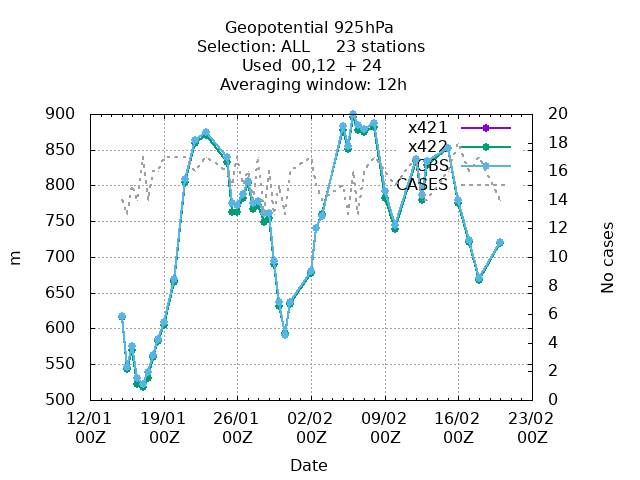 Geopotential 925hPa
Selection: ALL 23 stations
Used 00,12 + 24
Averaging window: 12h
900
850
800
750
700
650
600
550
500
m
20
18
16
14
12
10
8
6
4
2
0
No cases
x421
x422
OBS
CASES
12/01 19/01 26/01 02/02 09/02 16/02 23/02
00Z 00Z 00Z 00Z 00Z 00Z 00Z
Date